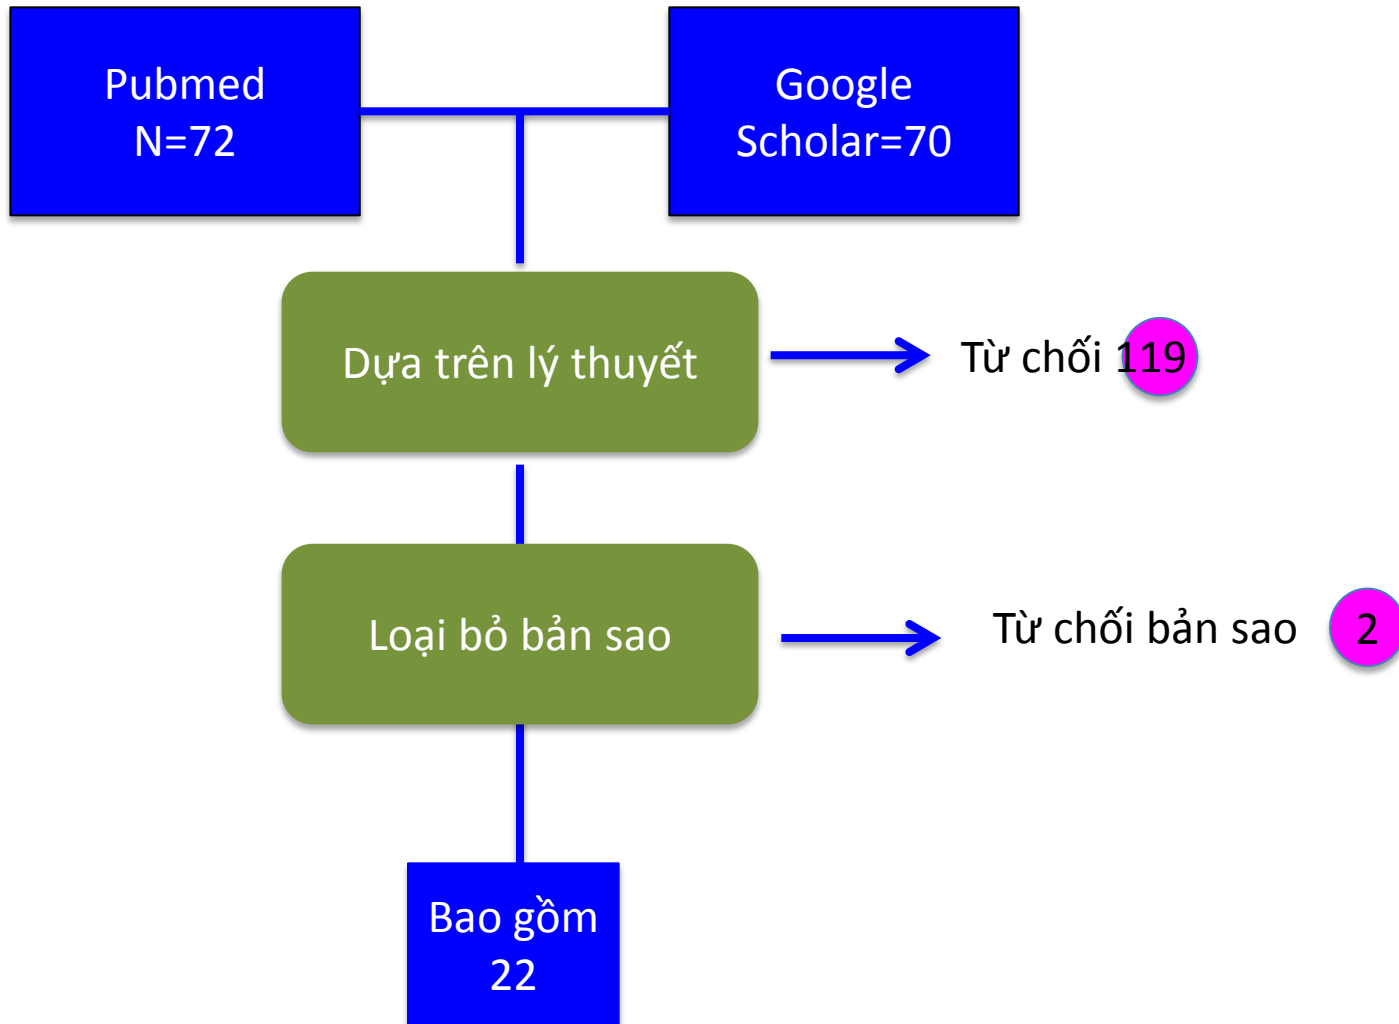 Pubmed
N=72
Google
Scholar=70
Dựa trên lý thuyết
Từ chối 119
Loại bỏ bản sao
Từ chối bản sao 2
Bao gồm
22